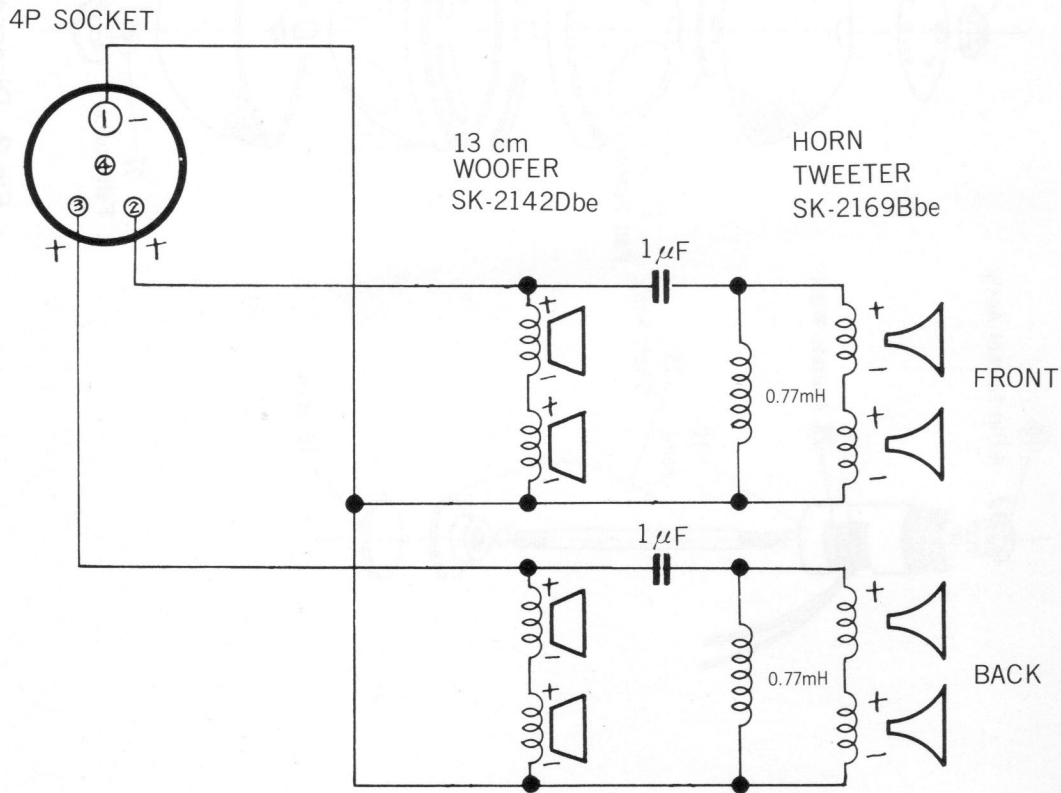 4P SOCKET
1 −
4
3 2
+ +
13 cm
WOOFER
SK-2142Dbe
HORN
TWEETER
SK-2169Bbe
1μF
+ +
− −
0.77mH
FRONT
+ +
− −
1μF
+ +
− −
0.77mH
BACK
+ +
− −